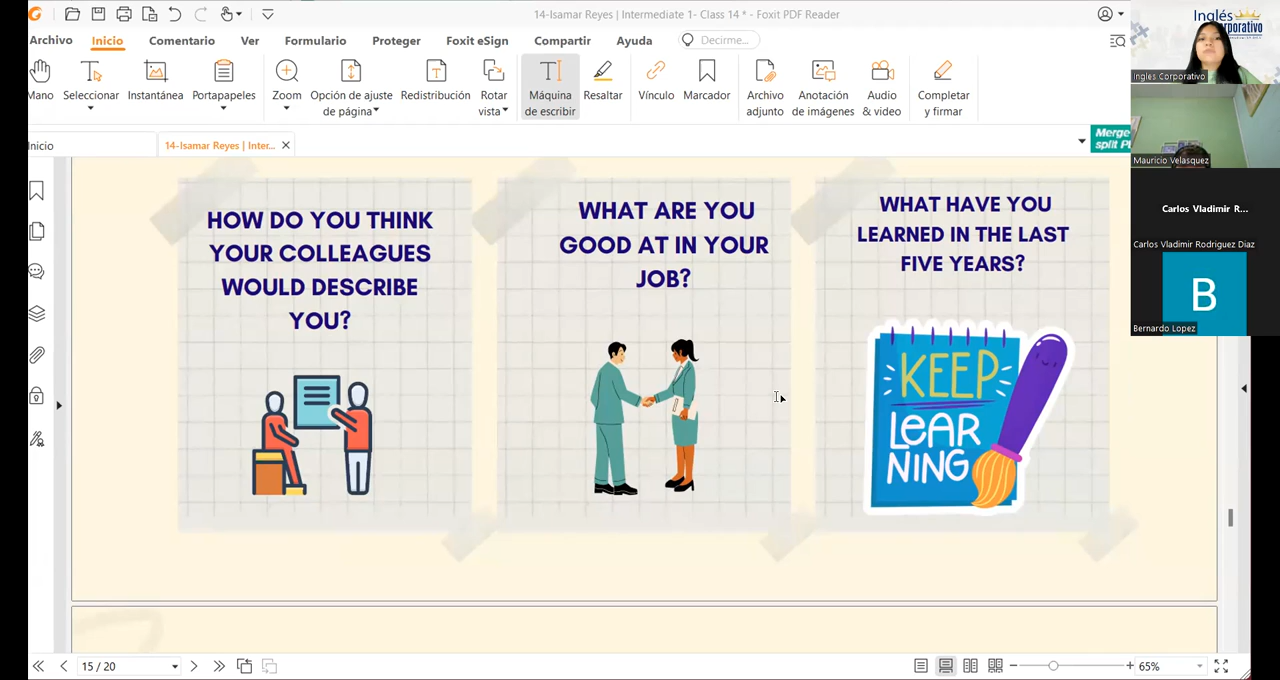 14-Isamar Reyes | Intermediate 1- Class 14 * - Foxit PDF Reader
Archivo Inicio Comentario Ver Formulario Proteger Foxit eSign Compartir Ayuda Decirme...
Mano
Seleccionar
Instantánea
Portapapeles
Zoom
Opción de ajuste
de página
Redistribución
Rotar
vista
Máquina
de escribir
Resaltar
Vínculo
Marcador
Archivo
adjunto
Anotación
de imágenes
Audio
& video
Completar
y firmar
Inicio
14-Isamar Reyes | Inter...
Merge
split
HOW DO YOU THINK
YOUR COLLEAGUES
WOULD DESCRIBE
YOU?
WHAT ARE YOU
GOOD AT IN YOUR
JOB?
WHAT HAVE YOU
LEARNED IN THE LAST
FIVE YEARS?
KEEP
LEAR
NING
15 / 20
65%
Inglés
Corporativo
Ingles Corporativo
Mauricio Velasquez
Carlos Vladimir R...
Carlos Vladimir Rodriguez Diaz
B
Bernardo Lopez